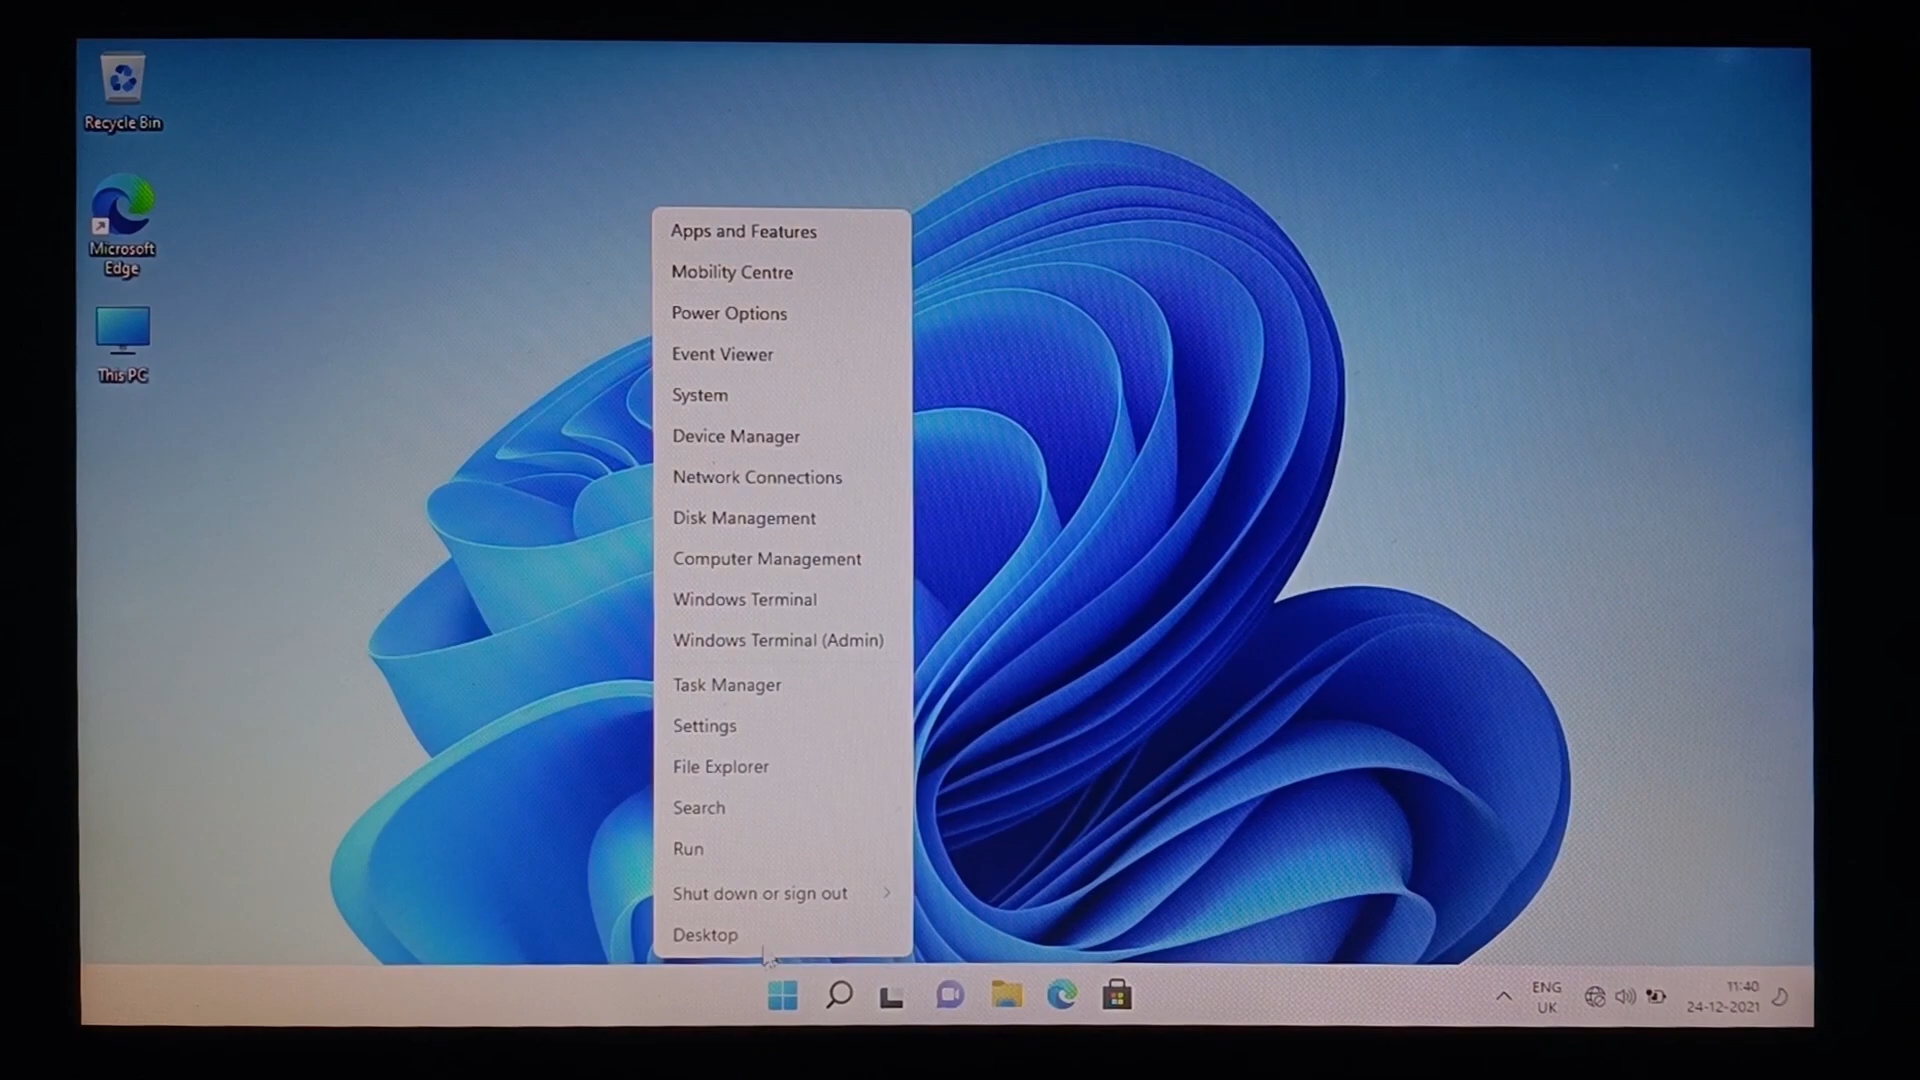 Recycle Bin
Microsoft
Edge
This PC
Apps and Features
Mobility Centre
Power Options
Event Viewer
System
Device Manager
Network Connections
Disk Management
Computer Management
Windows Terminal
Windows Terminal (Admin)
Task Manager
Settings
File Explorer
Search
Run
Shut down or sign out
Desktop
ENG
UK
11:40
24-12-2021